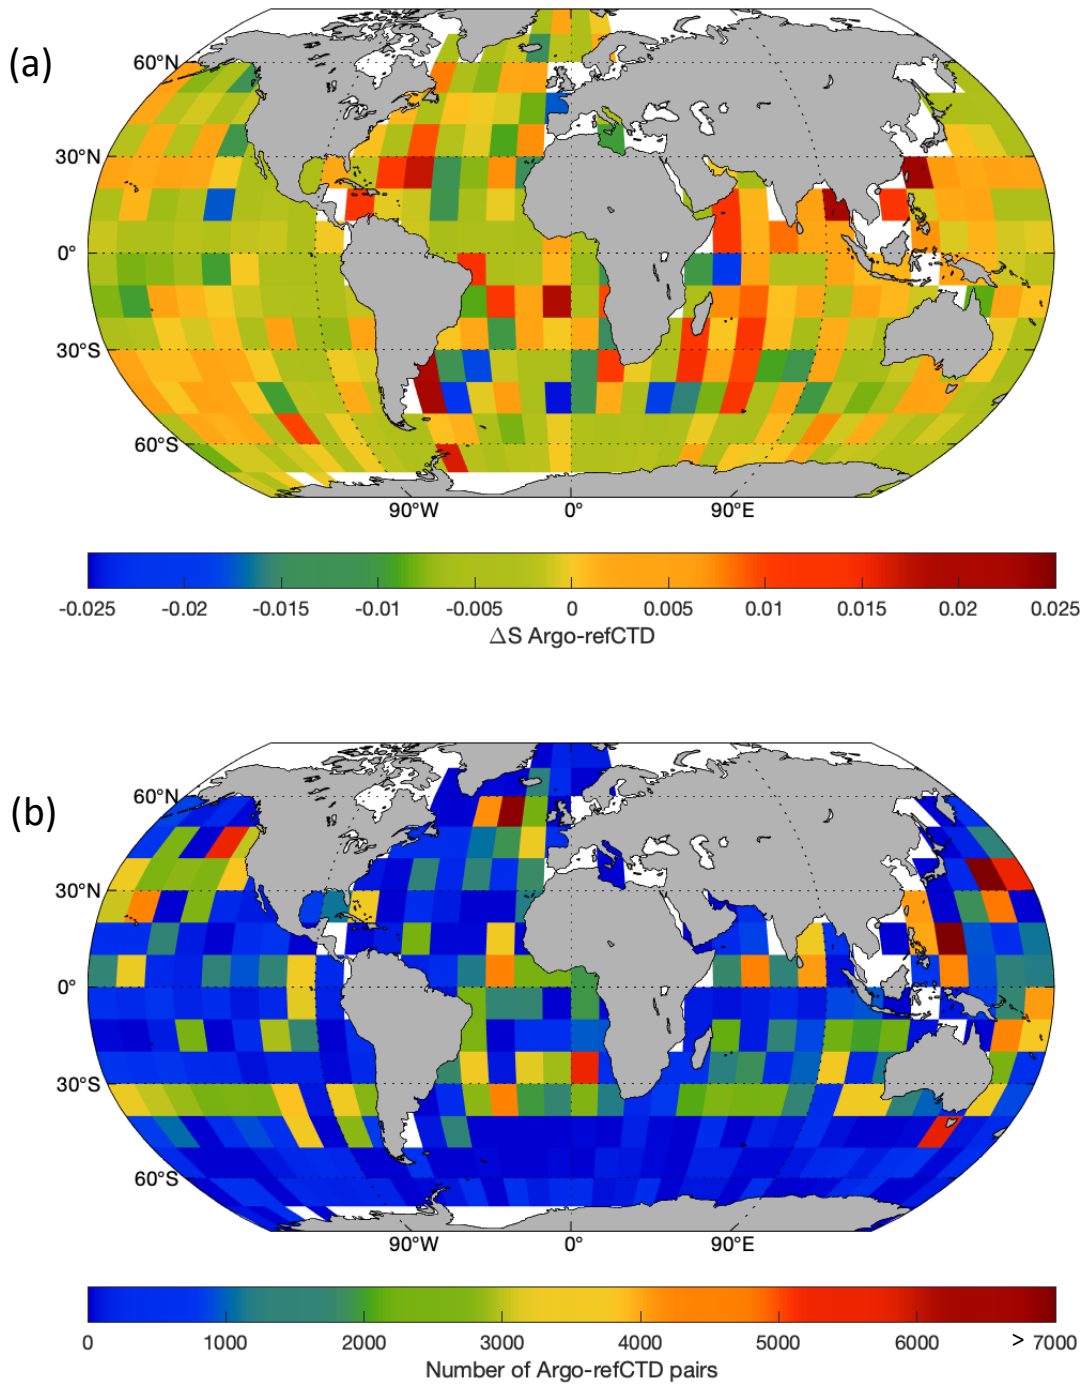 (a)
60°N
30°N
0°
30°S
60°S
90°W 0° 90°E
-0.025 -0.02 -0.015 -0.01 -0.005 0 0.005 0.01 0.015 0.02 0.025
ΔS Argo-refCTD
(b)
60°N
30°N
0°
30°S
60°S
90°W 0° 90°E
0 1000 2000 3000 4000 5000 6000 > 7000
Number of Argo-refCTD pairs